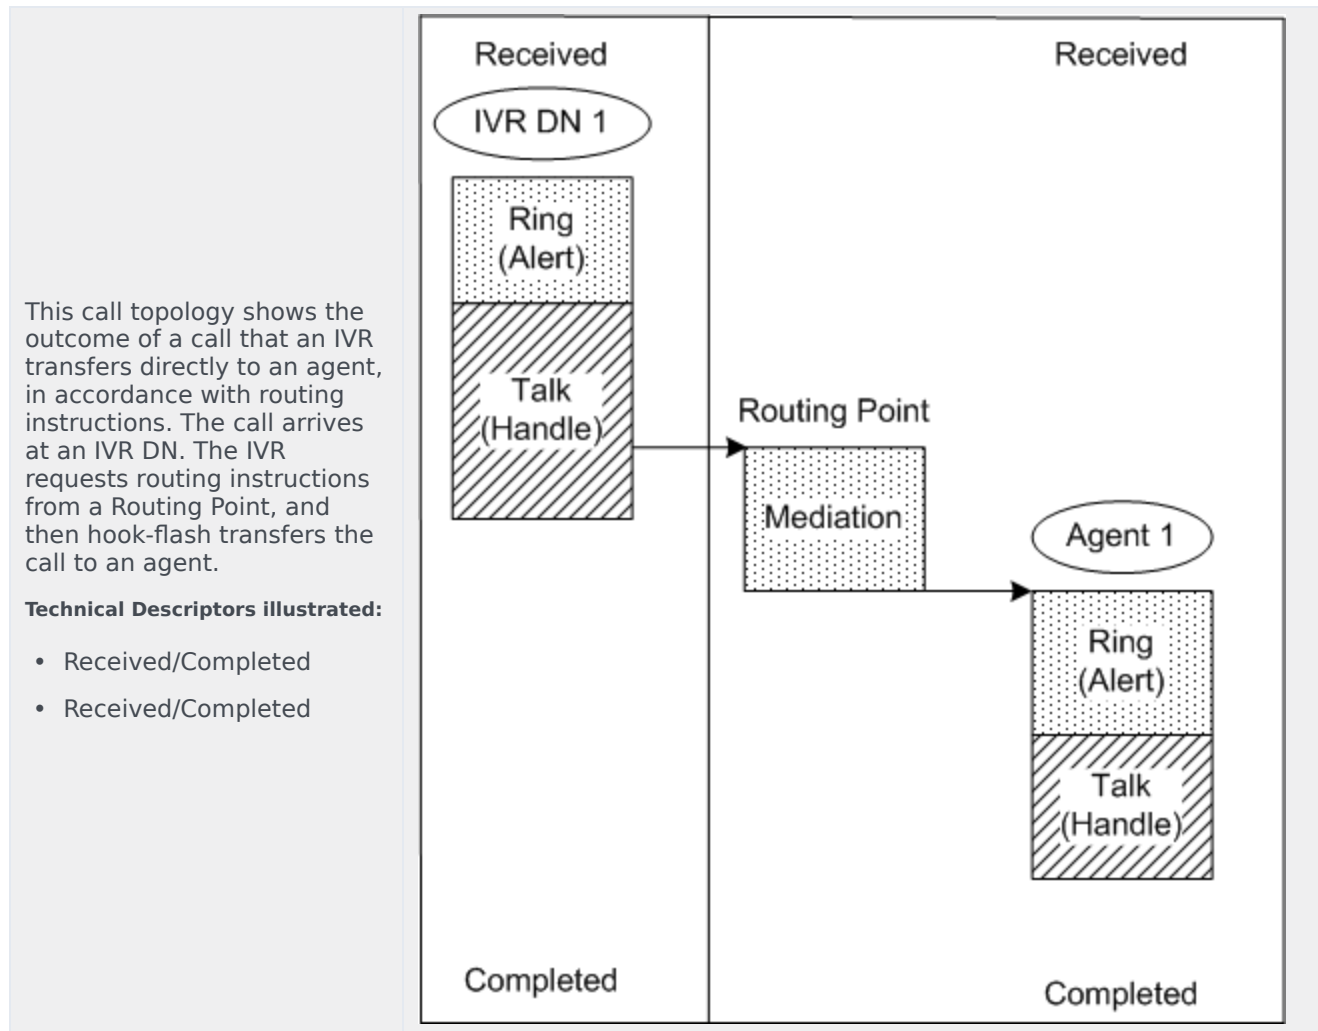 This call topology shows the
outcome of a call that an IVR
transfers directly to an agent,
in accordance with routing
instructions. The call arrives
at an IVR DN. The IVR
requests routing instructions
from a Routing Point, and
then hook-flash transfers the
call to an agent.
Technical Descriptors illustrated:
• Received/Completed
• Received/Completed
Received
IVR DN 1
Ring
(Alert)
Talk
(Handle)
Completed
Received
Routing Point
Mediation
Agent 1
Ring
(Alert)
Talk
(Handle)
Completed